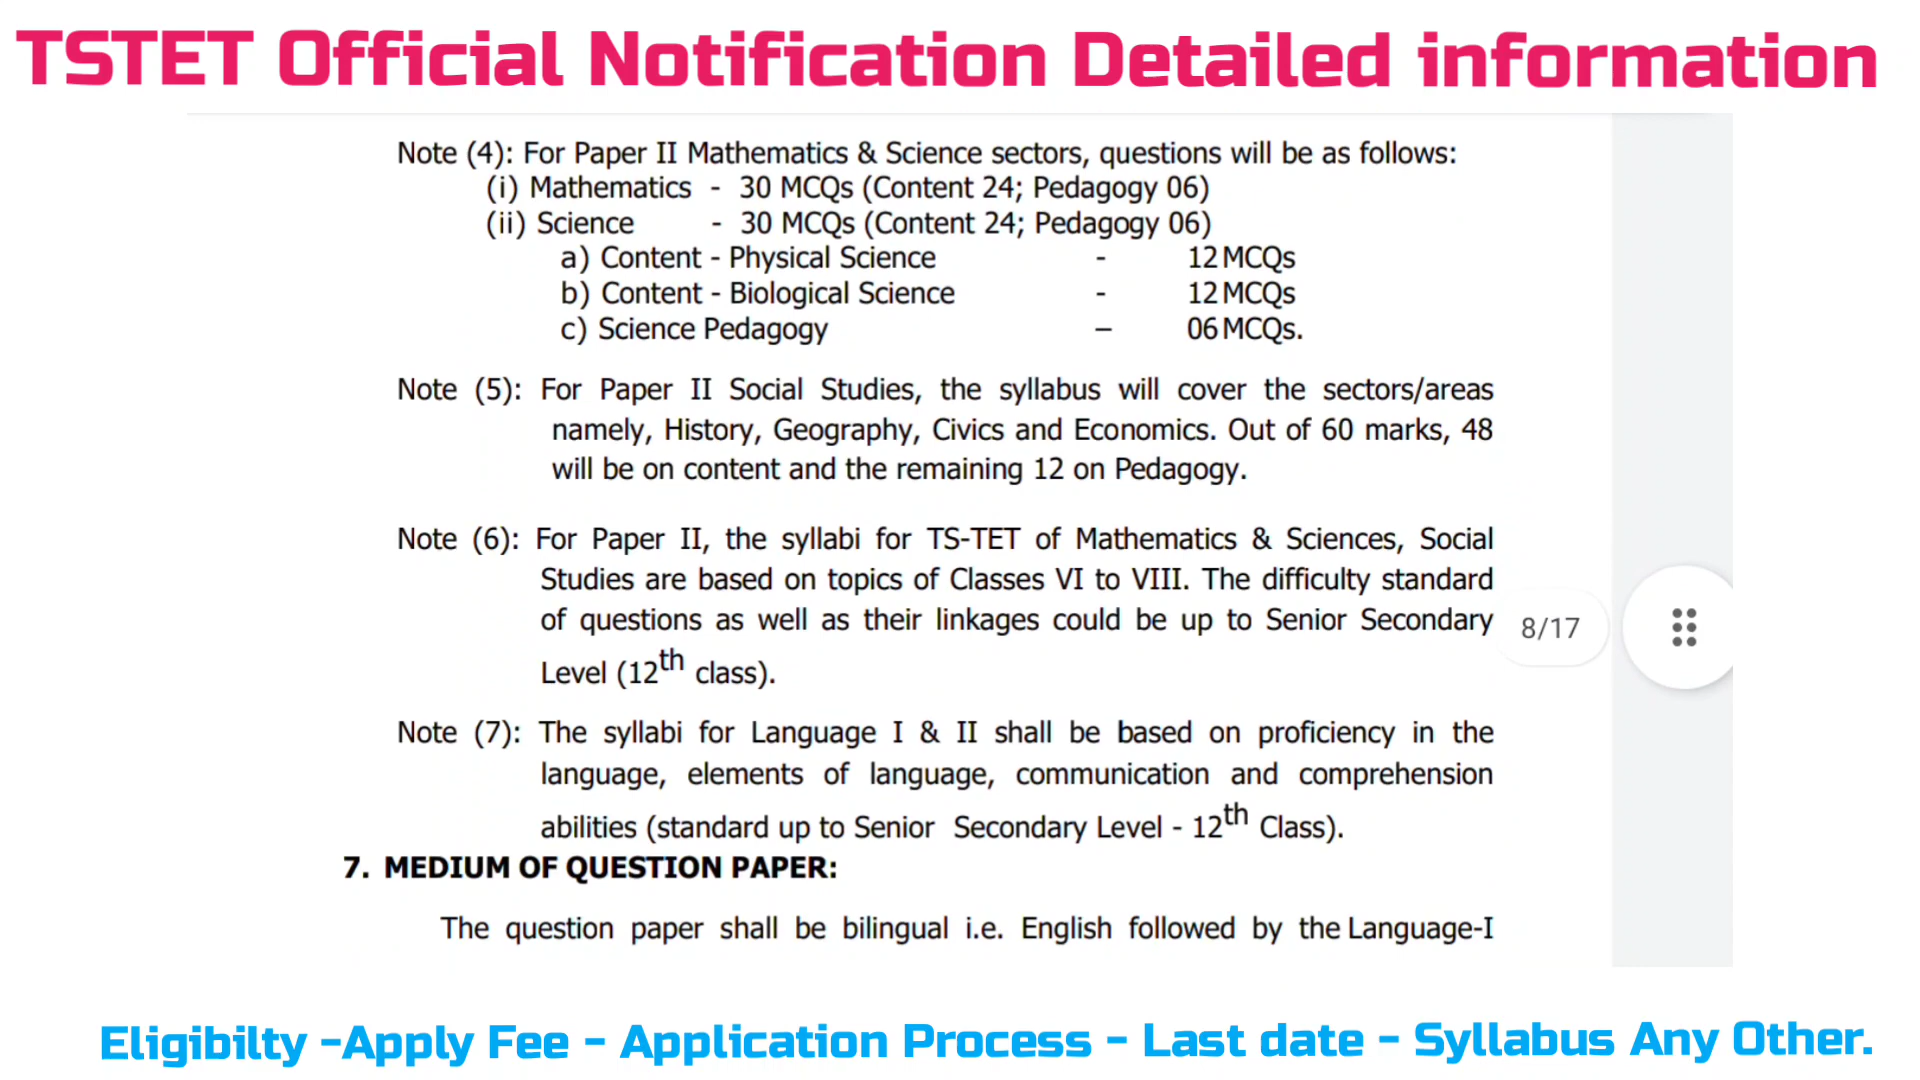 TSTET Official Notification Detailed information
Note (4): For Paper II Mathematics & Science sectors, questions will be as follows:
(i) Mathematics - 30 MCQs (Content 24; Pedagogy 06)
(ii) Science - 30 MCQs (Content 24; Pedagogy 06)
a) Content - Physical Science - 12 MCQs
b) Content - Biological Science - 12 MCQs
c) Science Pedagogy – 06 MCQs.
Note (5): For Paper II Social Studies, the syllabus will cover the sectors/areas
namely, History, Geography, Civics and Economics. Out of 60 marks, 48
will be on content and the remaining 12 on Pedagogy.
Note (6): For Paper II, the syllabi for TS-TET of Mathematics & Sciences, Social
Studies are based on topics of Classes VI to VIII. The difficulty standard
of questions as well as their linkages could be up to Senior Secondary
Level (12th class).
8/17
Note (7): The syllabi for Language I & II shall be based on proficiency in the
language, elements of language, communication and comprehension
abilities (standard up to Senior Secondary Level - 12th Class).
7. MEDIUM OF QUESTION PAPER:
The question paper shall be bilingual i.e. English followed by the Language-I
Eligibilty -Apply Fee - Application Process - Last date - Syllabus Any Other.